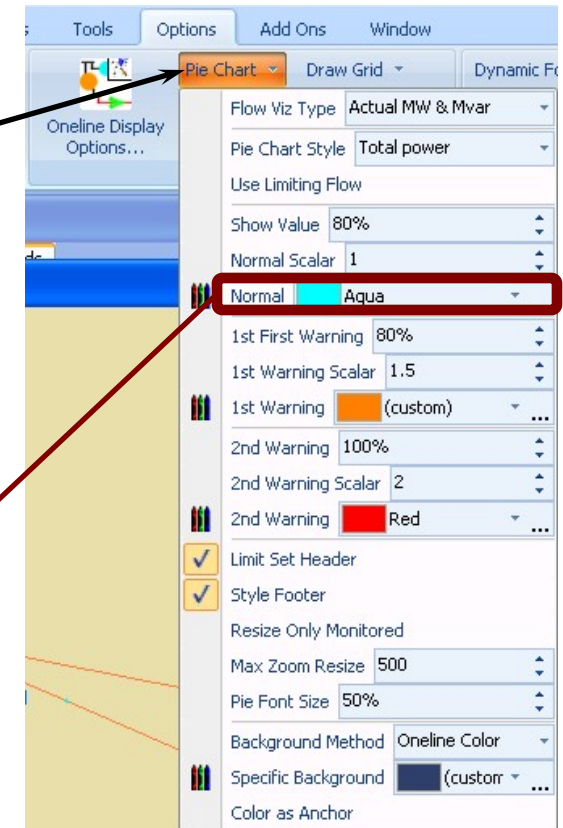 Tools Options Add Ons Window
Pie Chart Draw Grid Dynamic Fo
Oneline Display
Options...
Flow Viz Type Actual MW & Mvar
Pie Chart Style Total power
Use Limiting Flow
Show Value 80%
Normal Scalar 1
Normal Aqua
1st First Warning 80%
1st Warning Scalar 1.5
1st Warning (custom) ...
2nd Warning 100%
2nd Warning Scalar 2
2nd Warning Red ...
Limit Set Header
Style Footer
Resize Only Monitored
Max Zoom Resize 500
Pie Font Size 50%
Background Method Oneline Color
Specific Background (custom ...
Color as Anchor